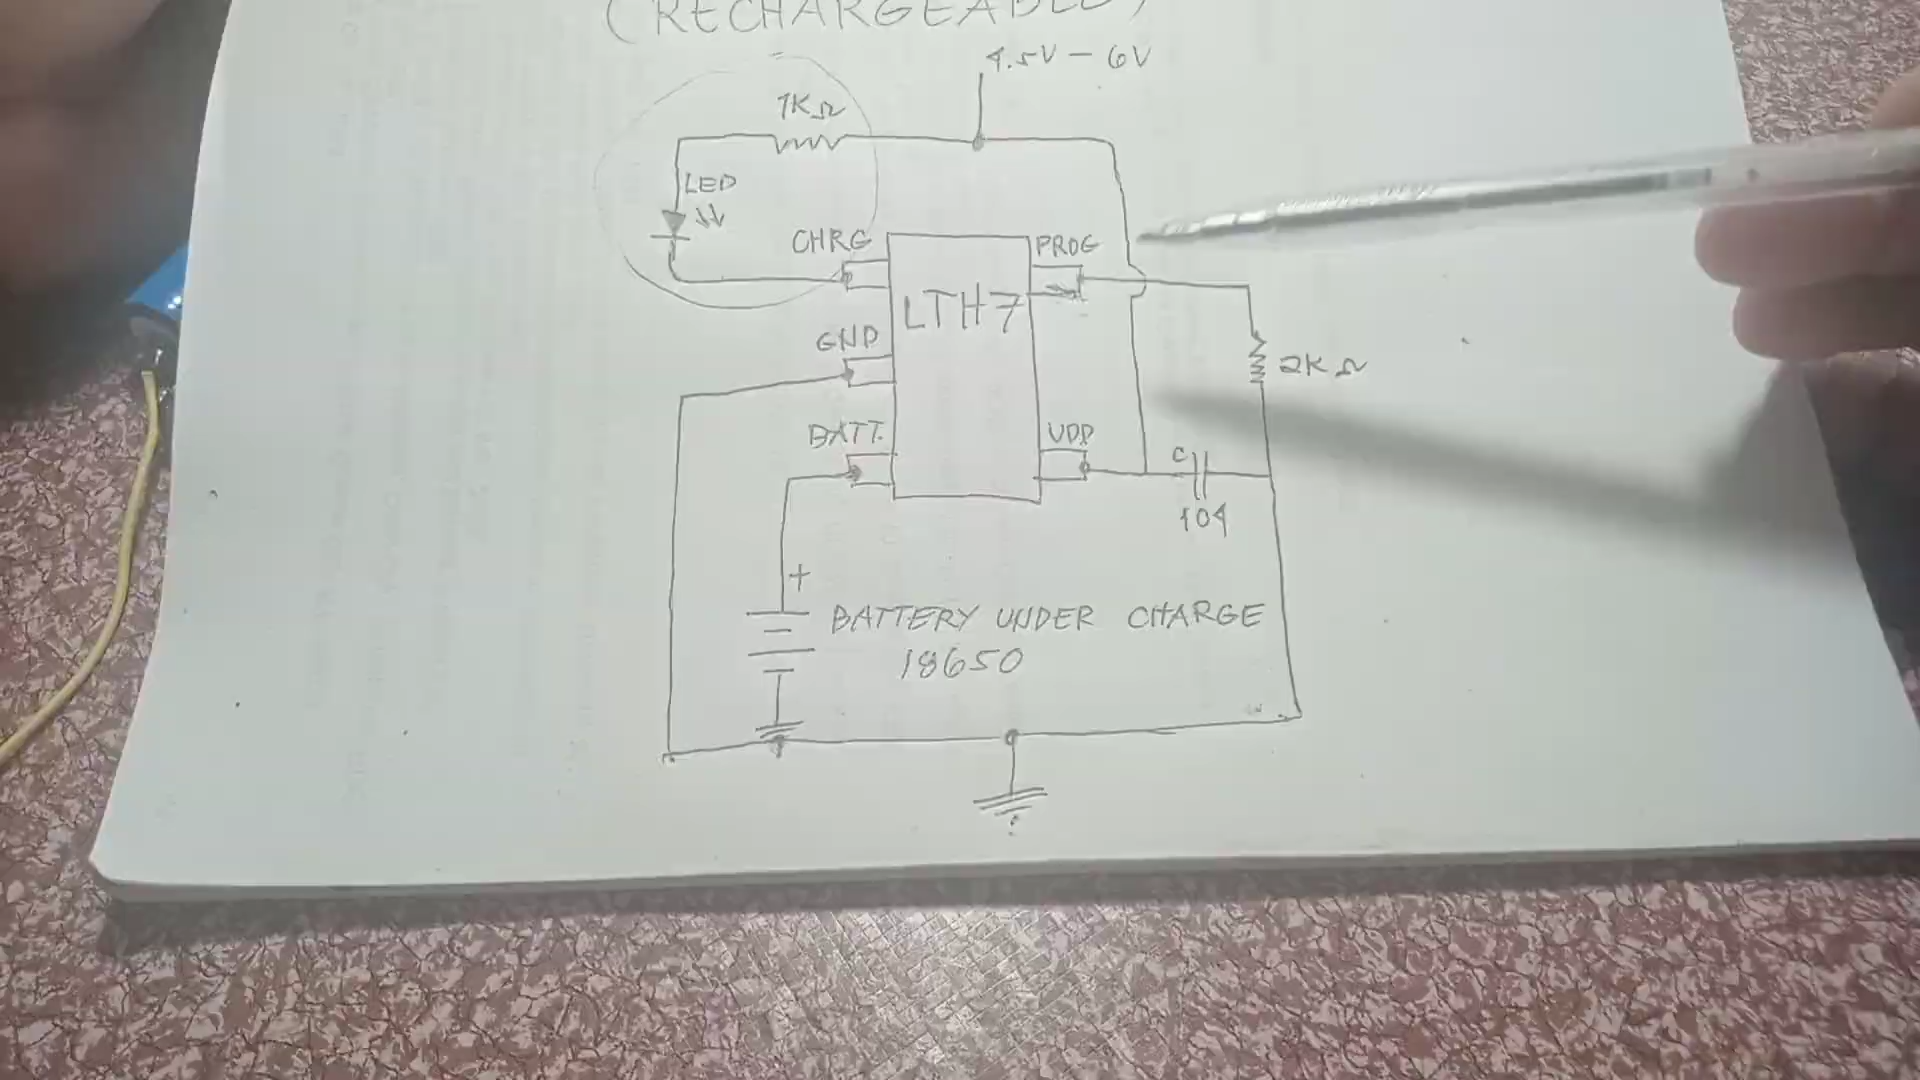 (RECHARGEABLE)
4.5V - 6V
1KΩ
LED
CHRG
PROG
LTH7
GND
2KΩ
BATT.
VDD
C
104
+
BATTERY UNDER CHARGE
18650